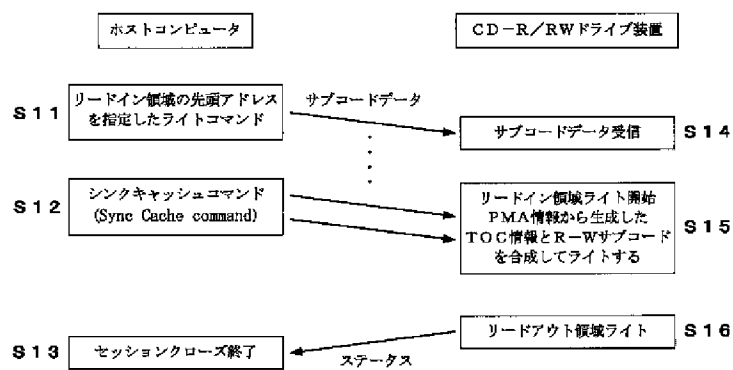 ホストコンピュータ
CD-R/RWドライブ装置
S11
リードイン領域の先頭アドレス
を指定したライトコマンド
サブコードデータ
サブコードデータ受信
S14
S12
シンクキャッシュコマンド
(Sync Cache command)
リードイン領域ライト開始
PMA情報から生成した
TOC情報とR-Wサブコード
を合成してライトする
S15
リードアウト領域ライト
S16
S13
セッションクローズ終了
ステータス